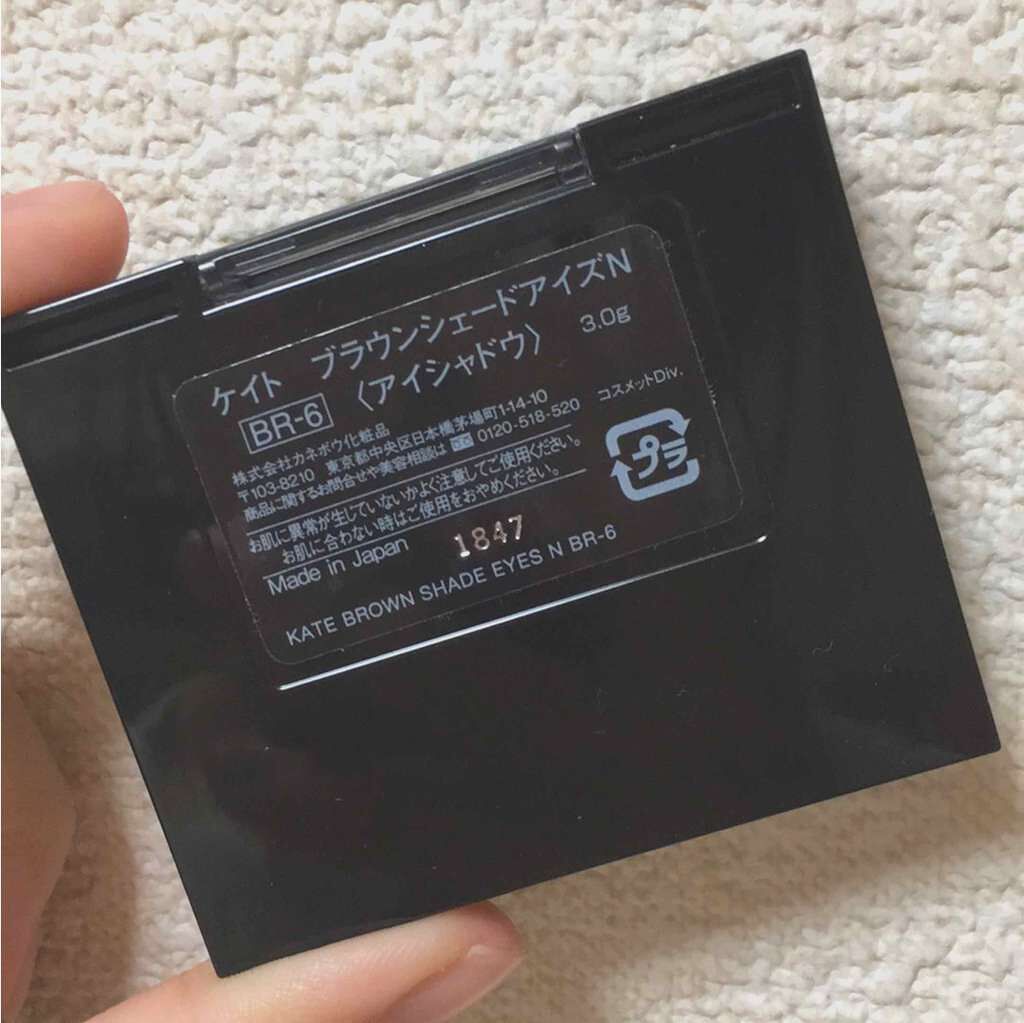 ケイト ブラウンシェードアイズN
BR-6 〈アイシャドウ〉 3.0g
株式会社カネボウ化粧品 コスメットDiv.
〒103-8210 東京都中央区日本橋茅場町1-14-10
商品に関するお問合せや美容相談は 0120-518-520
お肌に異常が生じていないかよく注意してご使用ください。
お肌に合わない時はご使用をおやめください。
プラ
Made in Japan 1847
KATE BROWN SHADE EYES N BR-6